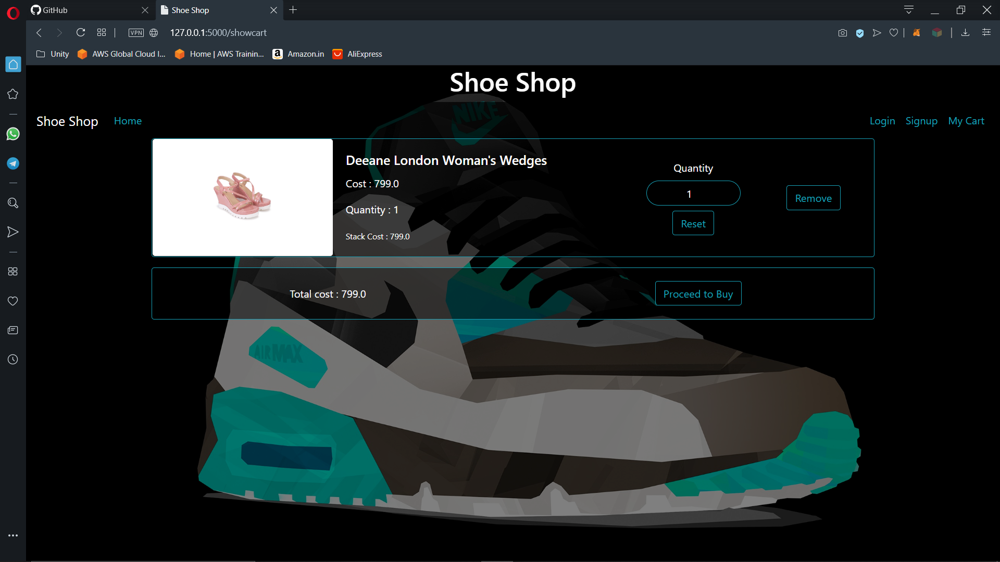 GitHub
Shoe Shop
VPN
127.0.0.1:5000/showcart
Unity
AWS Global Cloud I...
Home | AWS Trainin...
Amazon.in
AliExpress
Shoe Shop
Shoe Shop
Home
Login
Signup
My Cart
NIKE
Deeane London Woman's Wedges
Cost : 799.0
Quantity : 1
Stack Cost : 799.0
Quantity
1
Reset
Remove
Total cost : 799.0
Proceed to Buy
AIR MAX